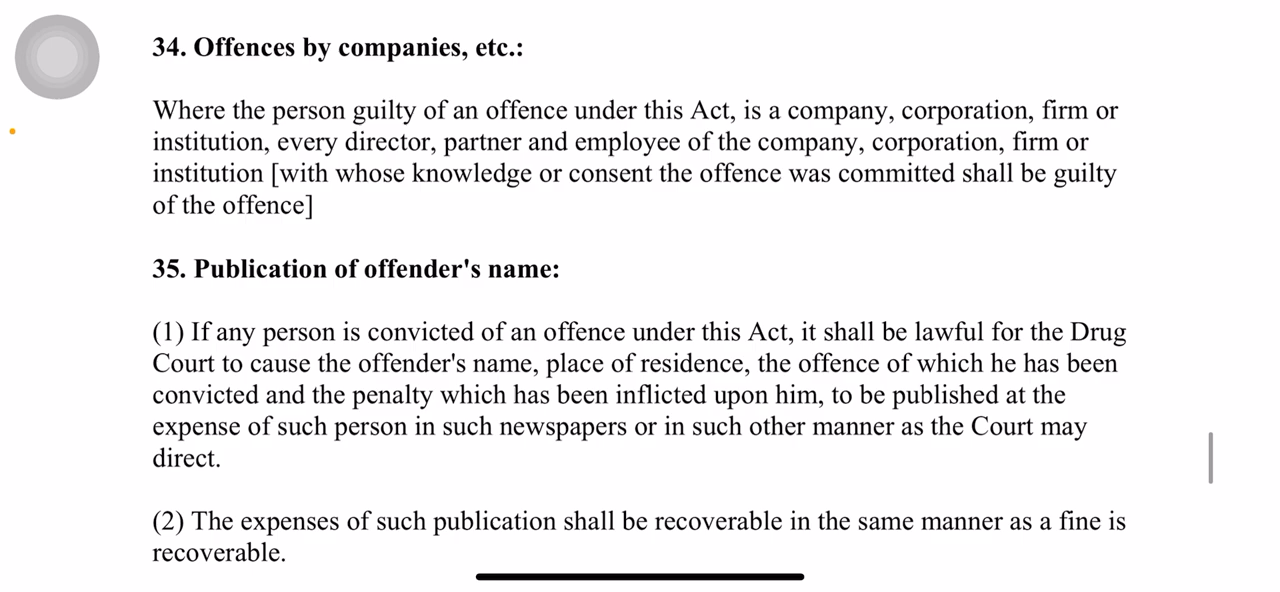 34. Offences by companies, etc.:
Where the person guilty of an offence under this Act, is a company, corporation, firm or
institution, every director, partner and employee of the company, corporation, firm or
institution [with whose knowledge or consent the offence was committed shall be guilty
of the offence]
35. Publication of offender's name:
(1) If any person is convicted of an offence under this Act, it shall be lawful for the Drug
Court to cause the offender's name, place of residence, the offence of which he has been
convicted and the penalty which has been inflicted upon him, to be published at the
expense of such person in such newspapers or in such other manner as the Court may
direct.
(2) The expenses of such publication shall be recoverable in the same manner as a fine is
recoverable.